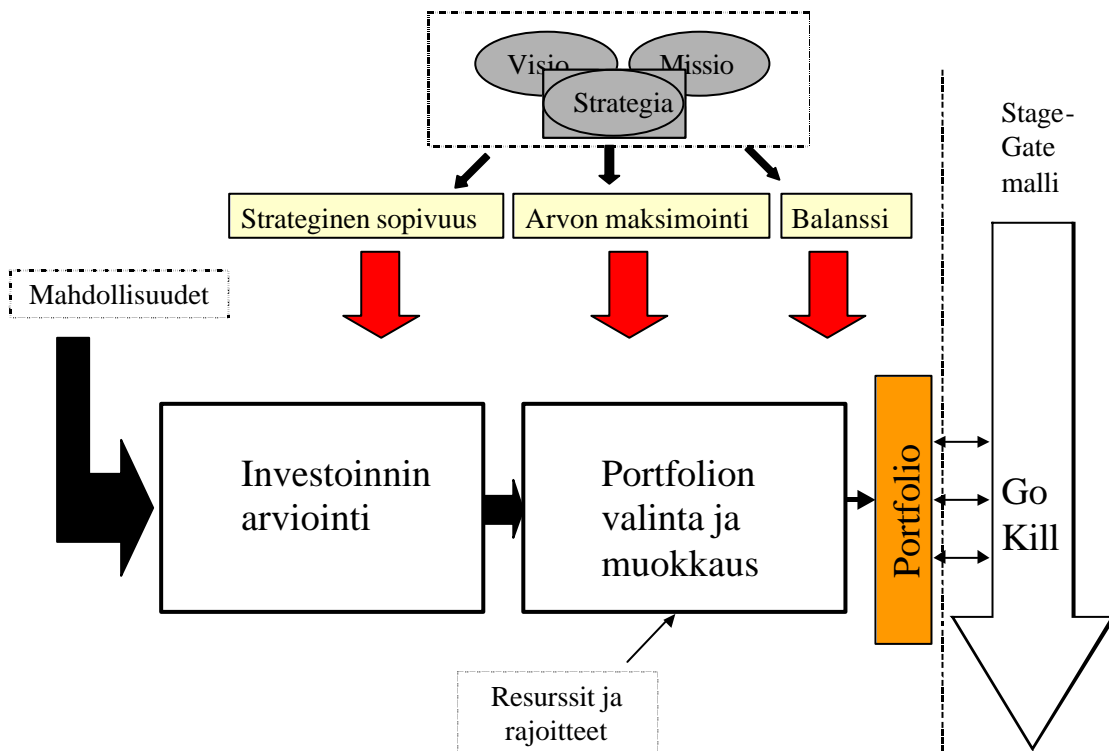 Visio
Missio
Strategia
Stage-
Gate
malli
Strateginen sopivuus
Arvon maksimointi
Balanssi
Mahdollisuudet
Investoinnin
arviointi
Portfolion
valinta ja
muokkaus
Portfolio
Go
Kill
Resurssit ja
rajoitteet